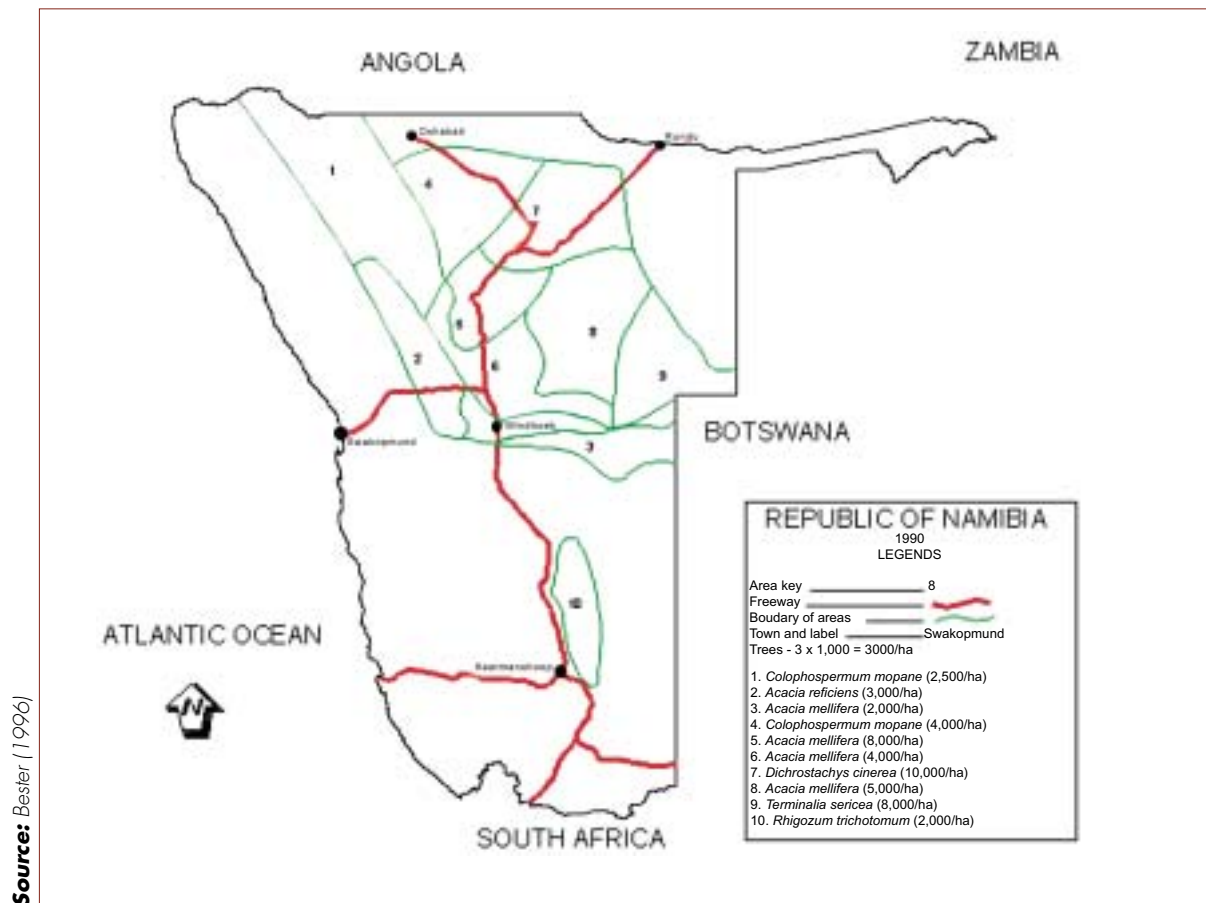 ANGOLA
ZAMBIA
Rundu
1
4
7
5
8
2
6
9
Swakopmund
Windhoek
3
BOTSWANA
REPUBLIC OF NAMIBIA
1990
LEGENDS
Area key 8
Freeway
Boudary of areas
Town and label Swakopmund
Trees - 3 x 1,000 = 3000/ha
1. Colophospermum mopane (2,500/ha)
2. Acacia reficiens (3,000/ha)
3. Acacia mellifera (2,000/ha)
4. Colophospermum mopane (4,000/ha)
5. Acacia mellifera (8,000/ha)
6. Acacia mellifera (4,000/ha)
7. Dichrostachys cinerea (10,000/ha)
8. Acacia mellifera (5,000/ha)
9. Terminalia sericea (8,000/ha)
10. Rhigozum trichotomum (2,000/ha)
10
ATLANTIC OCEAN
N
SOUTH AFRICA
Source: Bester (1996)